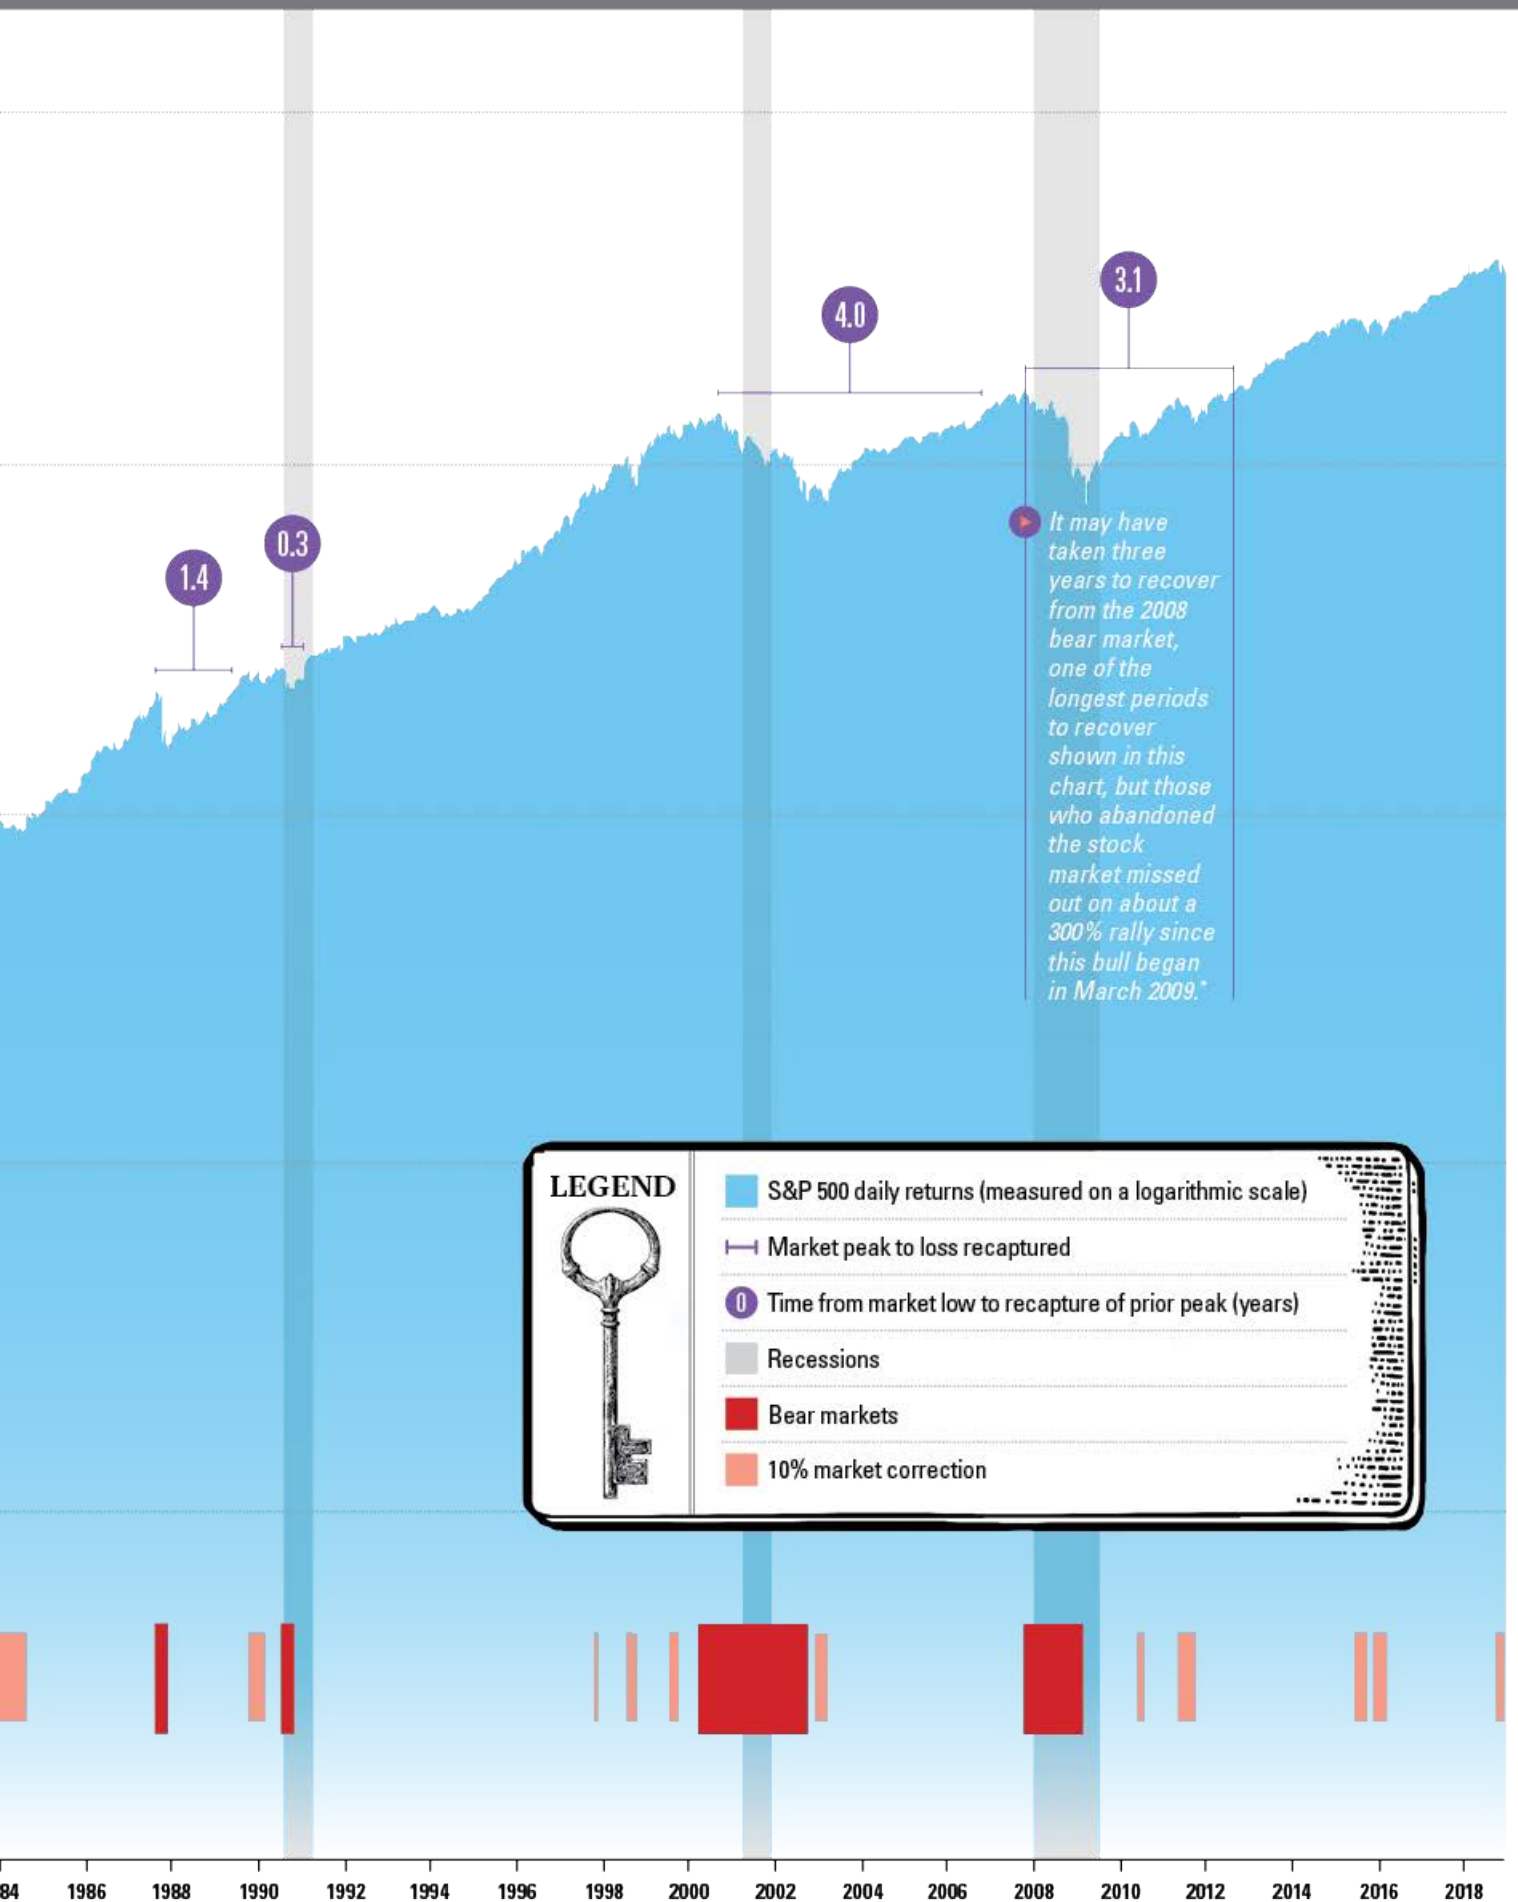 3.1
4.0
0.3
1.4
It may have
taken three
years to recover
from the 2008
bear market,
one of the
longest periods
to recover
shown in this
chart, but those
who abandoned
the stock
market missed
out on about a
300% rally since
this bull began
in March 2009.*
LEGEND
S&P 500 daily returns (measured on a logarithmic scale)
Market peak to loss recaptured
0 Time from market low to recapture of prior peak (years)
Recessions
Bear markets
10% market correction
84 1986 1988 1990 1992 1994 1996 1998 2000 2002 2004 2006 2008 2010 2012 2014 2016 2018